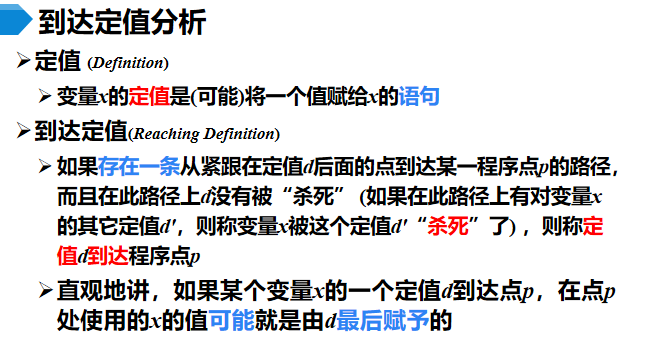 到达定值分析
➢定值 (Definition)
➢变量x的定值是(可能)将一个值赋给x的语句
➢到达定值(Reaching Definition)
➢如果存在一条从紧跟在定值d后面的点到达某一程序点p的路径,
而且在此路径上d没有被“杀死” (如果在此路径上有对变量x
的其它定值d′,则称变量x被这个定值d′“杀死”了),则称定
值d到达程序点p
➢直观地讲,如果某个变量x的一个定值d到达点p,在点p
处使用的x的值可能就是由d最后赋予的